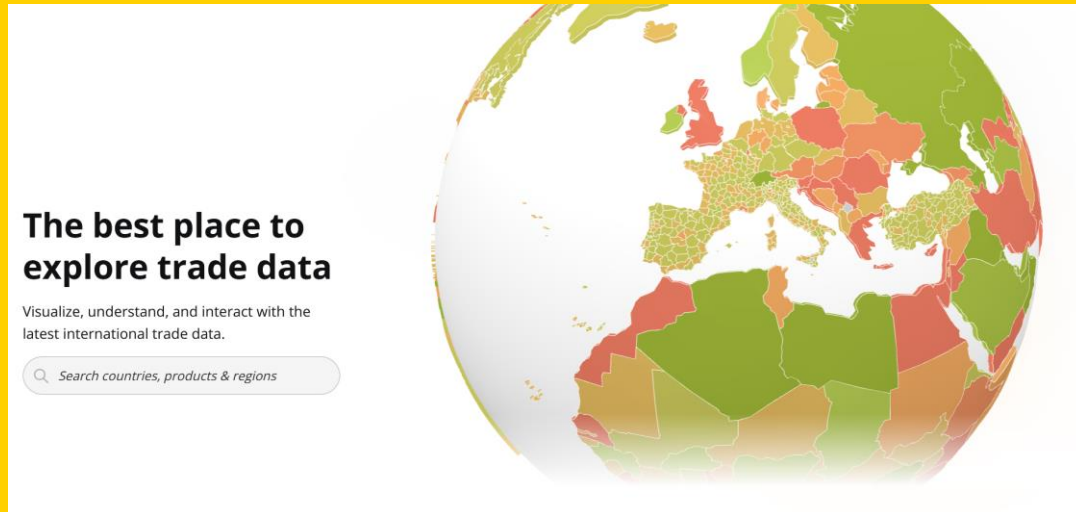 The best place to
explore trade data
Visualize, understand, and interact with the
latest international trade data.
Search countries, products & regions